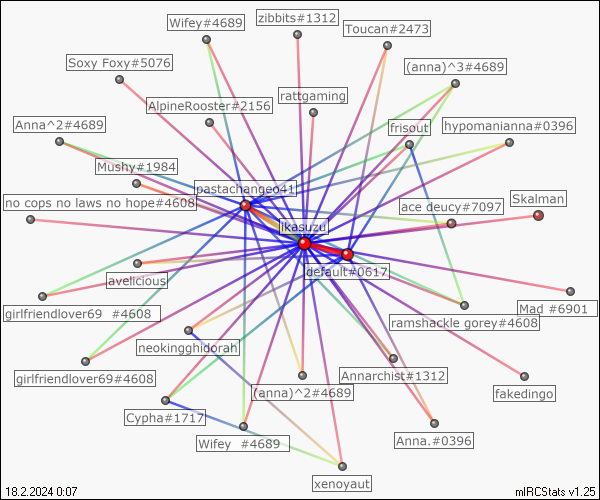 zibbits#1312
Wifey#4689
Toucan#2473
Soxy Foxy#5076
(anna)^3#4689
rattgaming
AlpineRooster#2156
Anna^2#4689
frisout
hypomanianna#0396
Mushy#1984
pastachangeo41
no cops no laws no hope#4608
Skalman
ace deucy#7097
ikasuzu
default#0617
avelicious
girlfriendlover69 #4608
Mad #6901
ramshackle gorey#4608
neokingghidorah
girlfriendlover69#4608
Annarchist#1312
(anna)^2#4689
fakedingo
Cypha#1717
Wifey #4689
Anna.#0396
xenoyaut
18.2.2024 0:07
mIRCStats v1.25